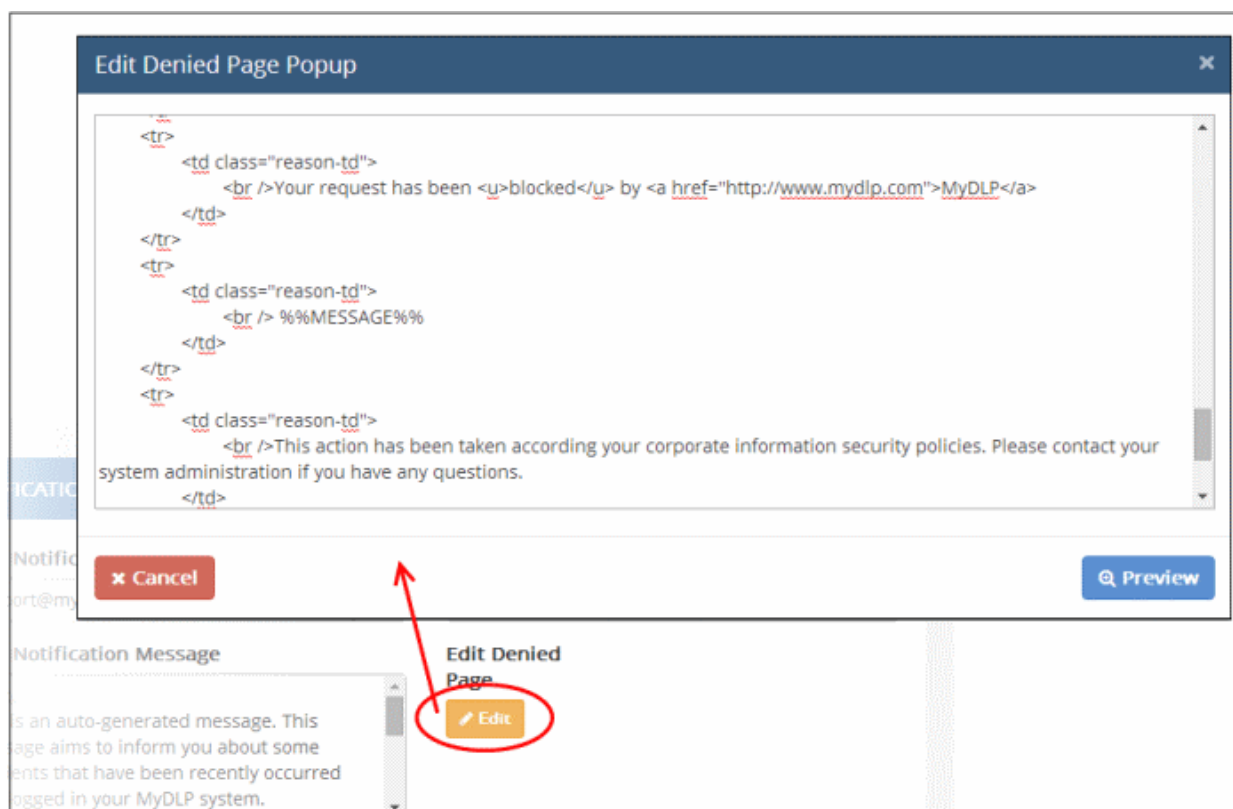 Edit Denied Page Popup ×
<tr>
<td class="reason-td">
<br />Your request has been <u>blocked</u> by <a href="http://www.mydlp.com">MyDLP</a>
</td>
</tr>
<tr>
<td class="reason-td">
<br /> %%MESSAGE%%
</td>
</tr>
<tr>
<td class="reason-td">
<br />This action has been taken according your corporate information security policies. Please contact your
system administration if you have any questions.
</td>
Cancel
Preview
Notification Message
Edit Denied
Page
Edit
is an auto-generated message. This
aims to inform you about some
that have been recently occurred
in your MyDLP system.